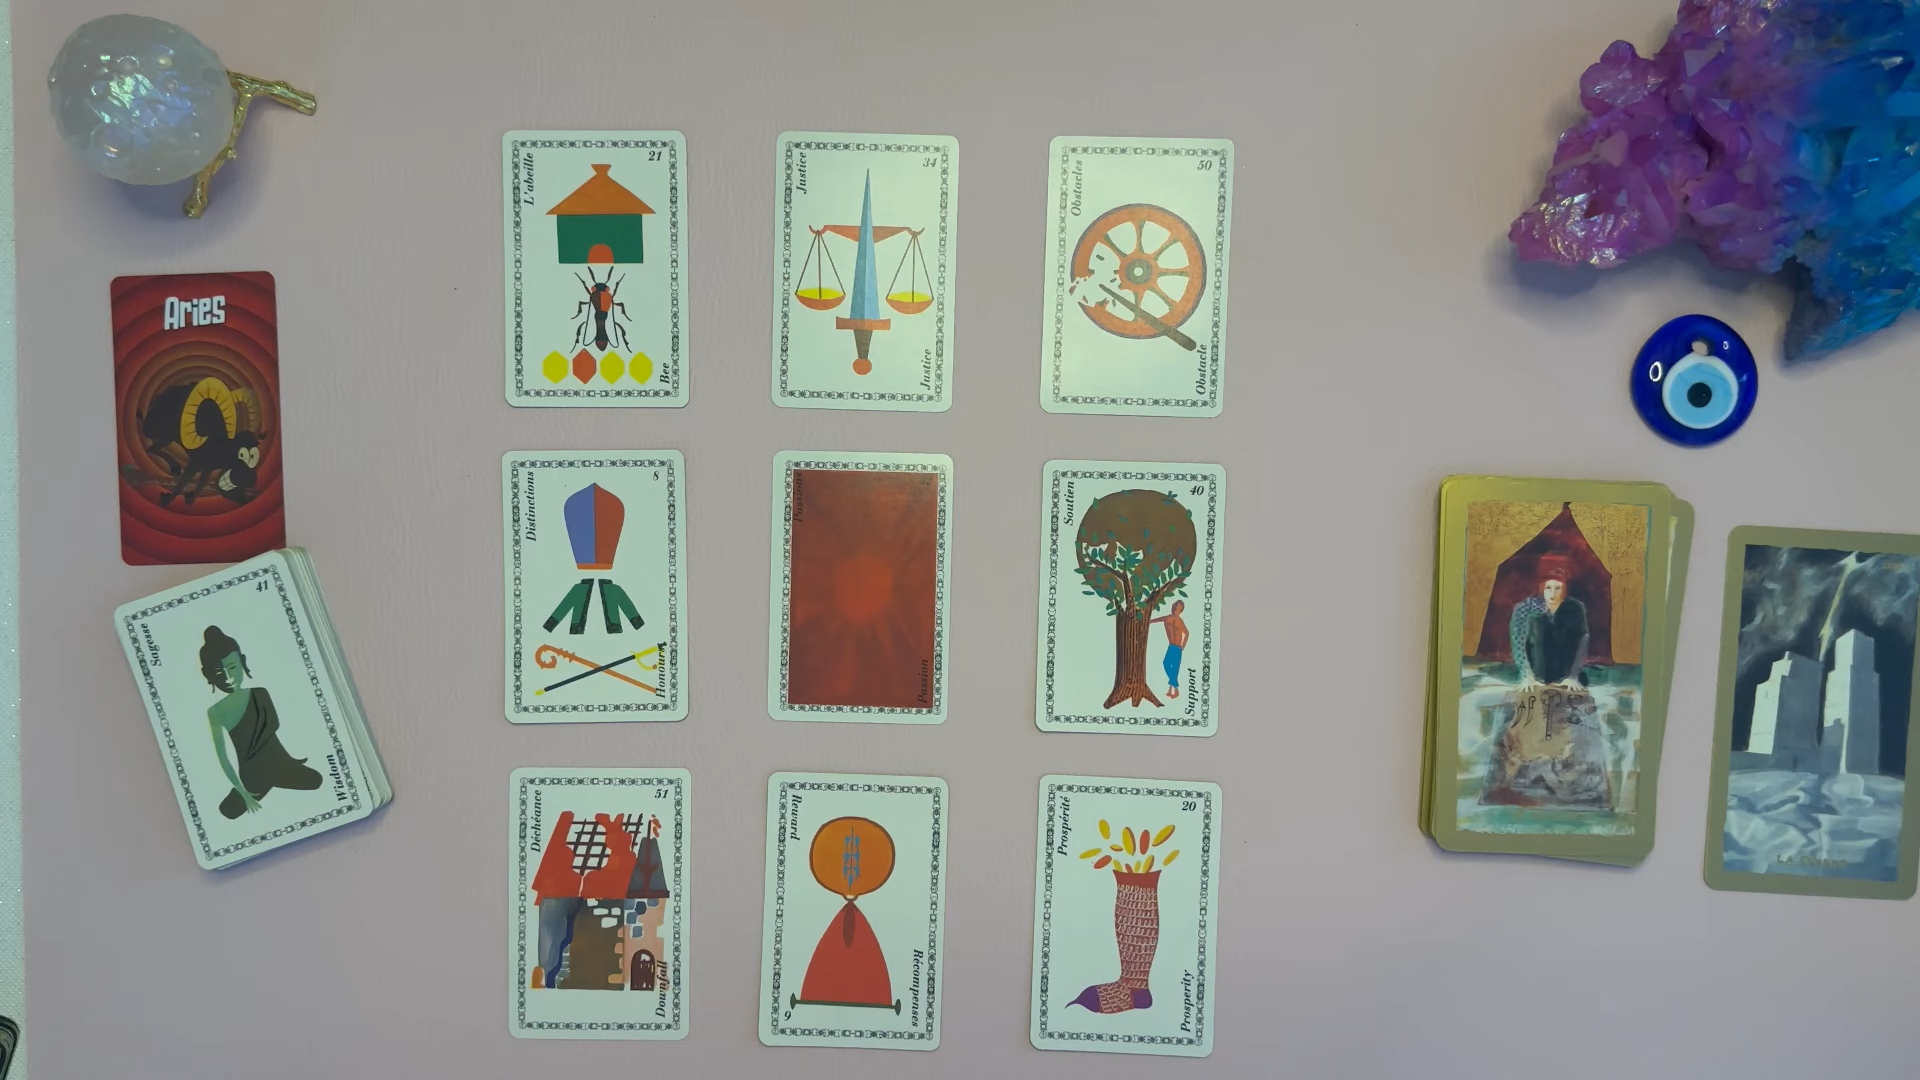 Aries
41
Sagesse
Wisdom
L'abeille
21
Bee
Justice
34
Justice
Obstacles
50
Obstacle
Distinctions
8
Honours
Passions
Passion
Soutien
40
Support
Déchéance
51
Downfall
Reward
Récompenses
9
Prospérité
20
Prosperity